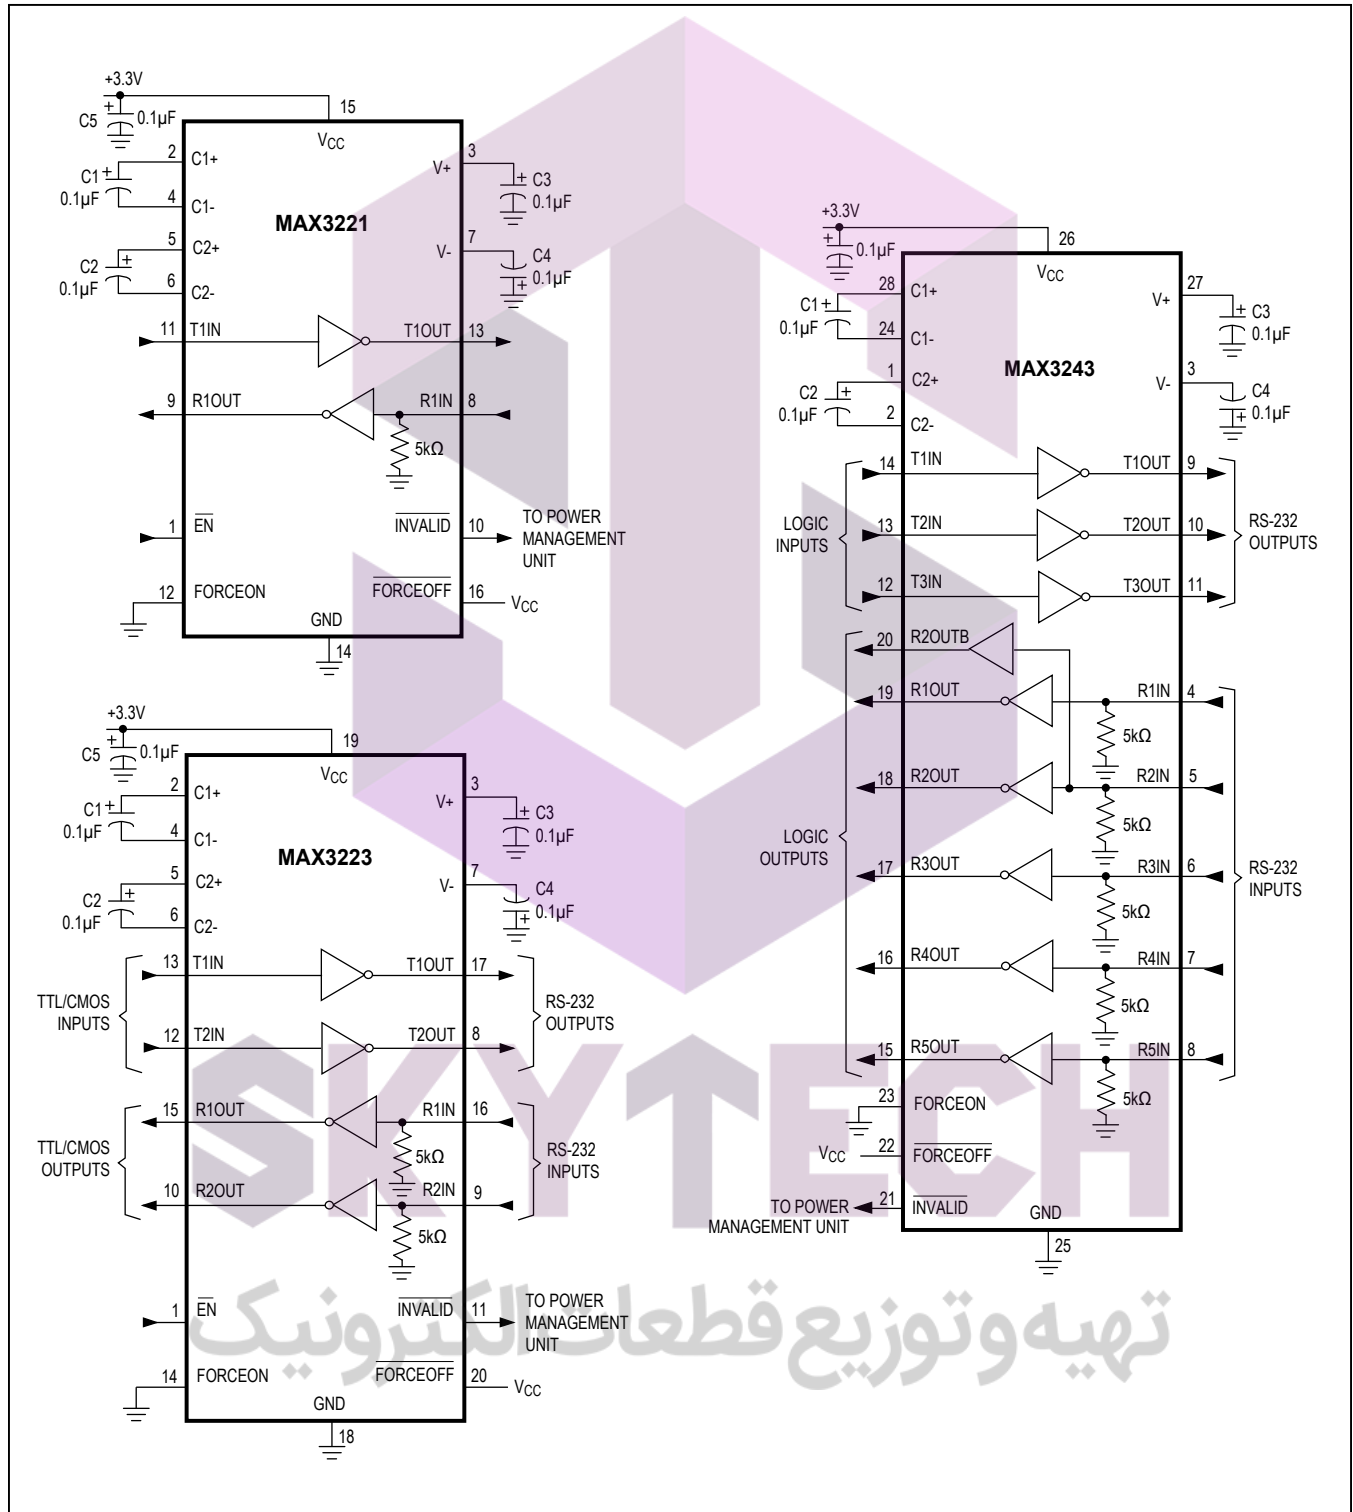 +3.3V
C5
+
0.1µF
15
VCC
2
C1+
C1
+
0.1µF
4
C1-
5
C2+
C2
+
0.1µF
6
C2-
MAX3221
3
V+
+
C3
0.1µF
7
V-
C4
0.1µF
+
11
T1IN
T1OUT
13
9
R1OUT
R1IN
8
5kΩ
1
EN
INVALID
10
TO POWER
MANAGEMENT
UNIT
12
FORCEON
FORCEOFF
16
VCC
GND
14
+3.3V
C5
+
0.1µF
19
VCC
2
C1+
C1
+
0.1µF
4
C1-
5
C2+
C2
+
0.1µF
6
C2-
MAX3223
3
V+
+
C3
0.1µF
7
V-
C4
0.1µF
+
TTL/CMOS
INPUTS
13
T1IN
T1OUT
17
12
T2IN
T2OUT
8
RS-232
OUTPUTS
TTL/CMOS
OUTPUTS
15
R1OUT
R1IN
16
5kΩ
10
R2OUT
R2IN
9
5kΩ
RS-232
INPUTS
1
EN
INVALID
11
TO POWER
MANAGEMENT
UNIT
14
FORCEON
FORCEOFF
20
VCC
GND
18
+3.3V
+
0.1µF
26
VCC
28
C1+
C1
+
0.1µF
24
C1-
1
C2+
C2
+
0.1µF
2
C2-
MAX3243
27
V+
+
C3
0.1µF
3
V-
C4
0.1µF
+
LOGIC
INPUTS
14
T1IN
T1OUT
9
13
T2IN
T2OUT
10
12
T3IN
T3OUT
11
RS-232
OUTPUTS
LOGIC
OUTPUTS
20
R2OUTB
19
R1OUT
R1IN
4
5kΩ
18
R2OUT
R2IN
5
5kΩ
17
R3OUT
R3IN
6
5kΩ
16
R4OUT
R4IN
7
5kΩ
15
R5OUT
R5IN
8
5kΩ
RS-232
INPUTS
23
FORCEON
VCC
22
FORCEOFF
TO POWER
MANAGEMENT UNIT
21
INVALID
GND
25
SKYTECH
تهیه و توزیع قطعات الکترونیک